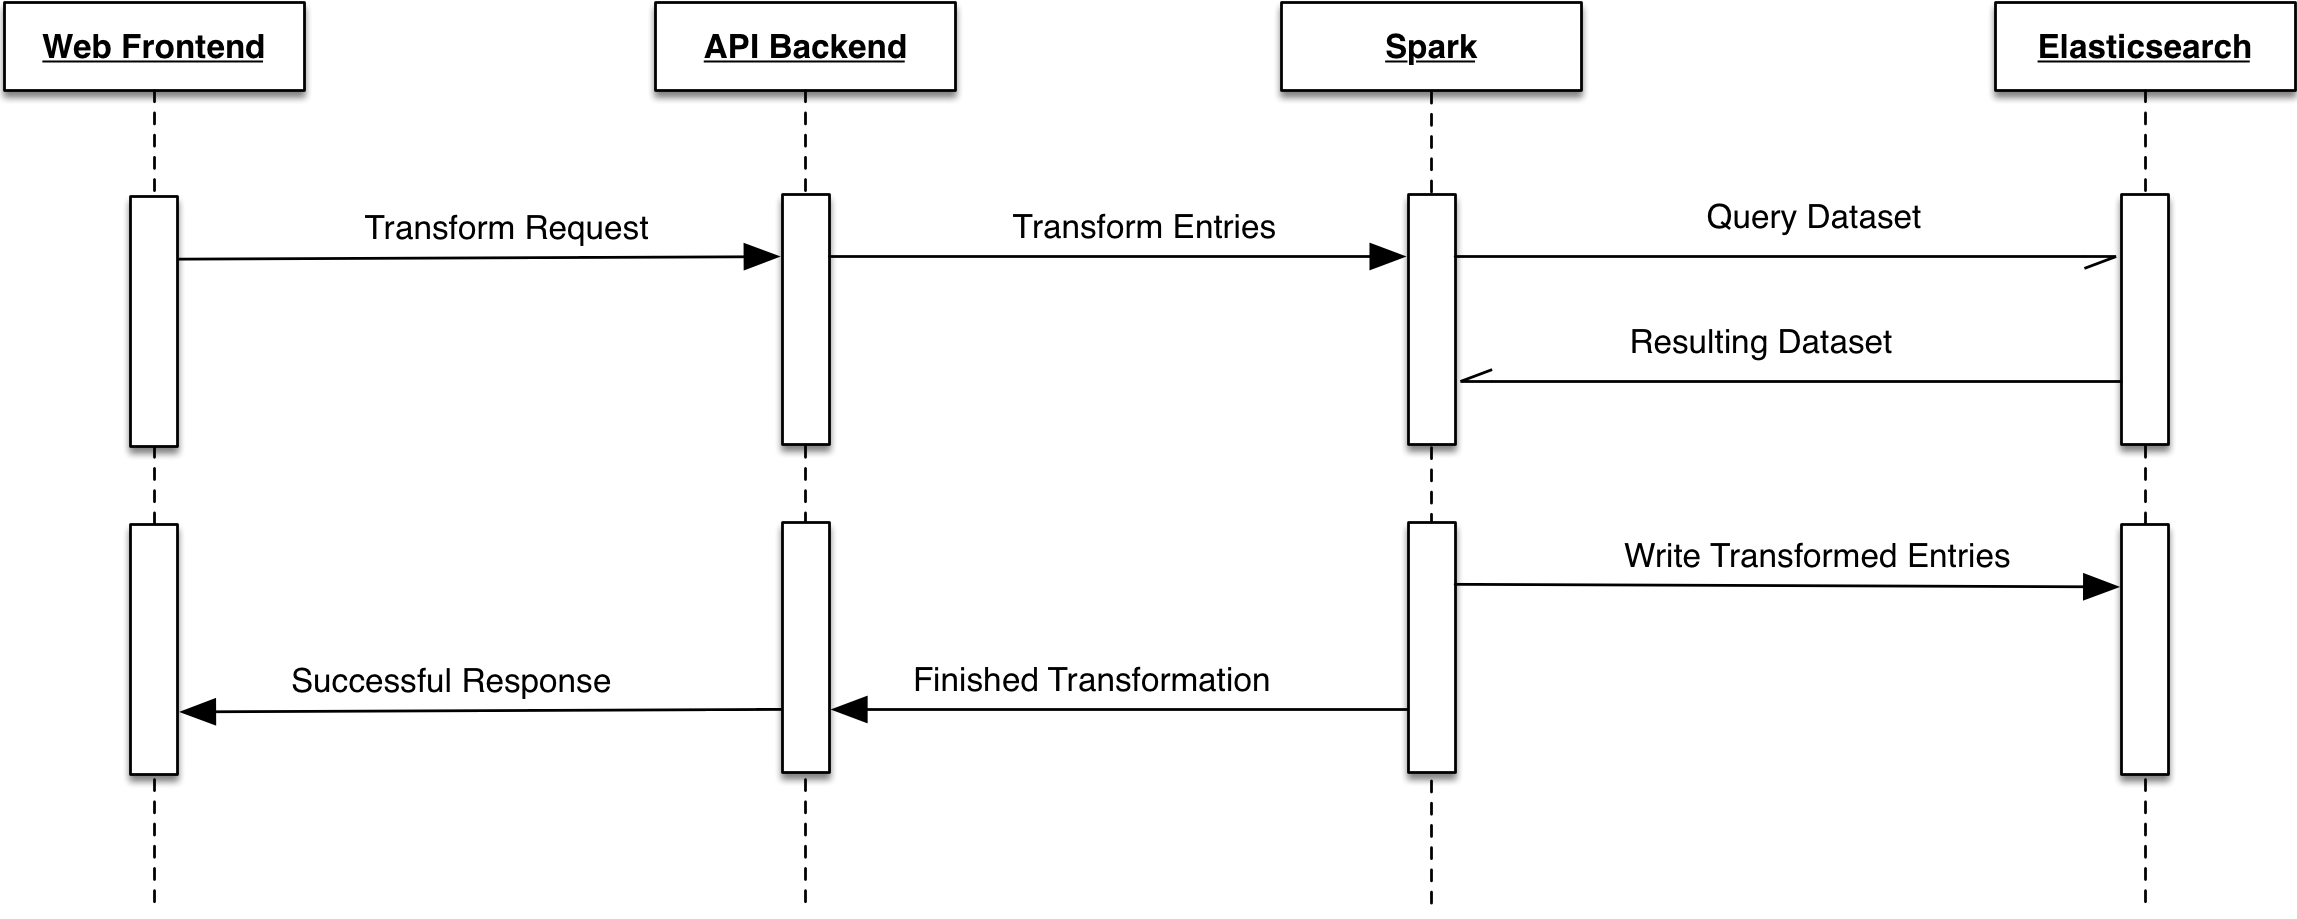 Web Frontend
API Backend
Spark
Elasticsearch
Transform Request
Transform Entries
Query Dataset
Resulting Dataset
Write Transformed Entries
Successful Response
Finished Transformation